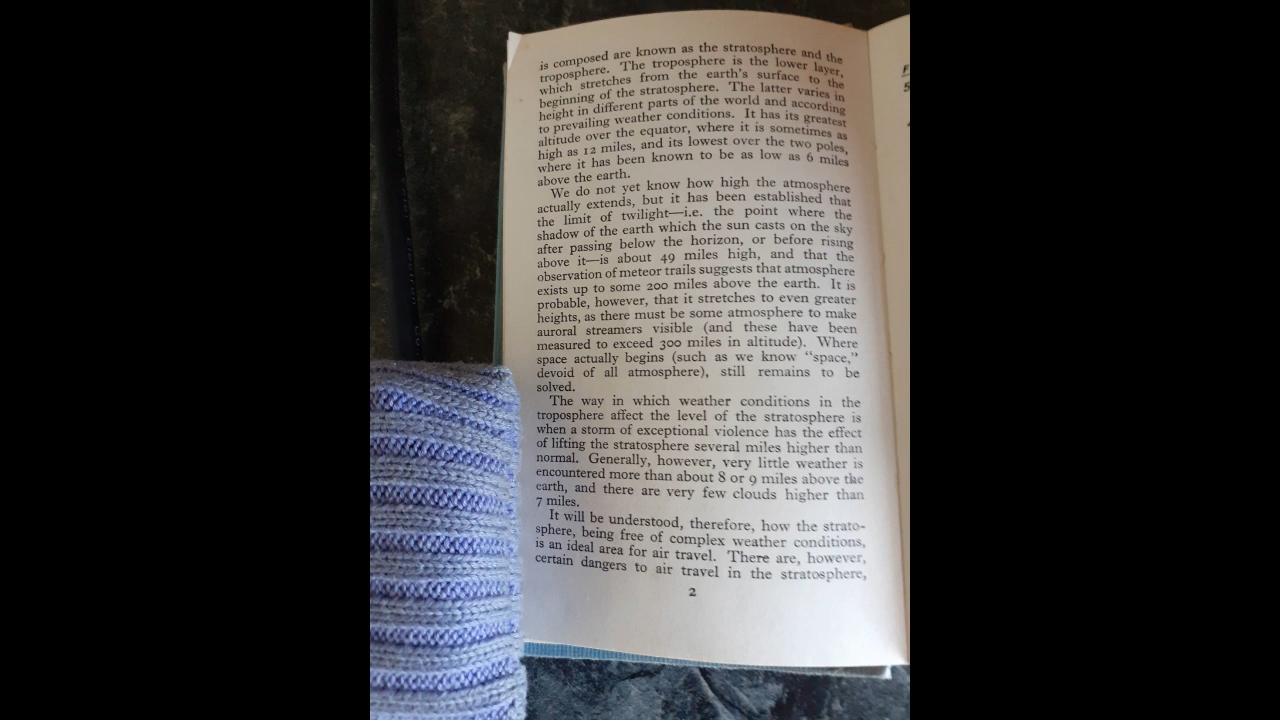 is composed are known as the stratosphere and the
troposphere. The troposphere is the lower layer,
which stretches from the earth's surface to the
beginning of the stratosphere. The latter varies in
height in different parts of the world and according
to prevailing weather conditions. It has its greatest
altitude over the equator, where it is sometimes as
high as 12 miles, and its lowest over the two poles,
where it has been known to be as low as 6 miles
above the earth.
We do not yet know how high the atmosphere
actually extends, but it has been established that
the limit of twilight—i.e. the point where the
shadow of the earth which the sun casts on the sky
after passing below the horizon, or before rising
above it—is about 49 miles high, and that the
observation of meteor trails suggests that atmosphere
exists up to some 200 miles above the earth. It is
probable, however, that it stretches to even greater
heights, as there must be some atmosphere to make
auroral streamers visible (and these have been
measured to exceed 300 miles in altitude). Where
space actually begins (such as we know "space,"
devoid of all atmosphere), still remains to be
solved.
The way in which weather conditions in the
troposphere affect the level of the stratosphere is
when a storm of exceptional violence has the effect
of lifting the stratosphere several miles higher than
normal. Generally, however, very little weather is
encountered more than about 8 or 9 miles above the
earth, and there are very few clouds higher than
7 miles.
It will be understood, therefore, how the strato-
sphere, being free of complex weather conditions,
is an ideal area for air travel. There are, however,
certain dangers to air travel in the stratosphere,
2